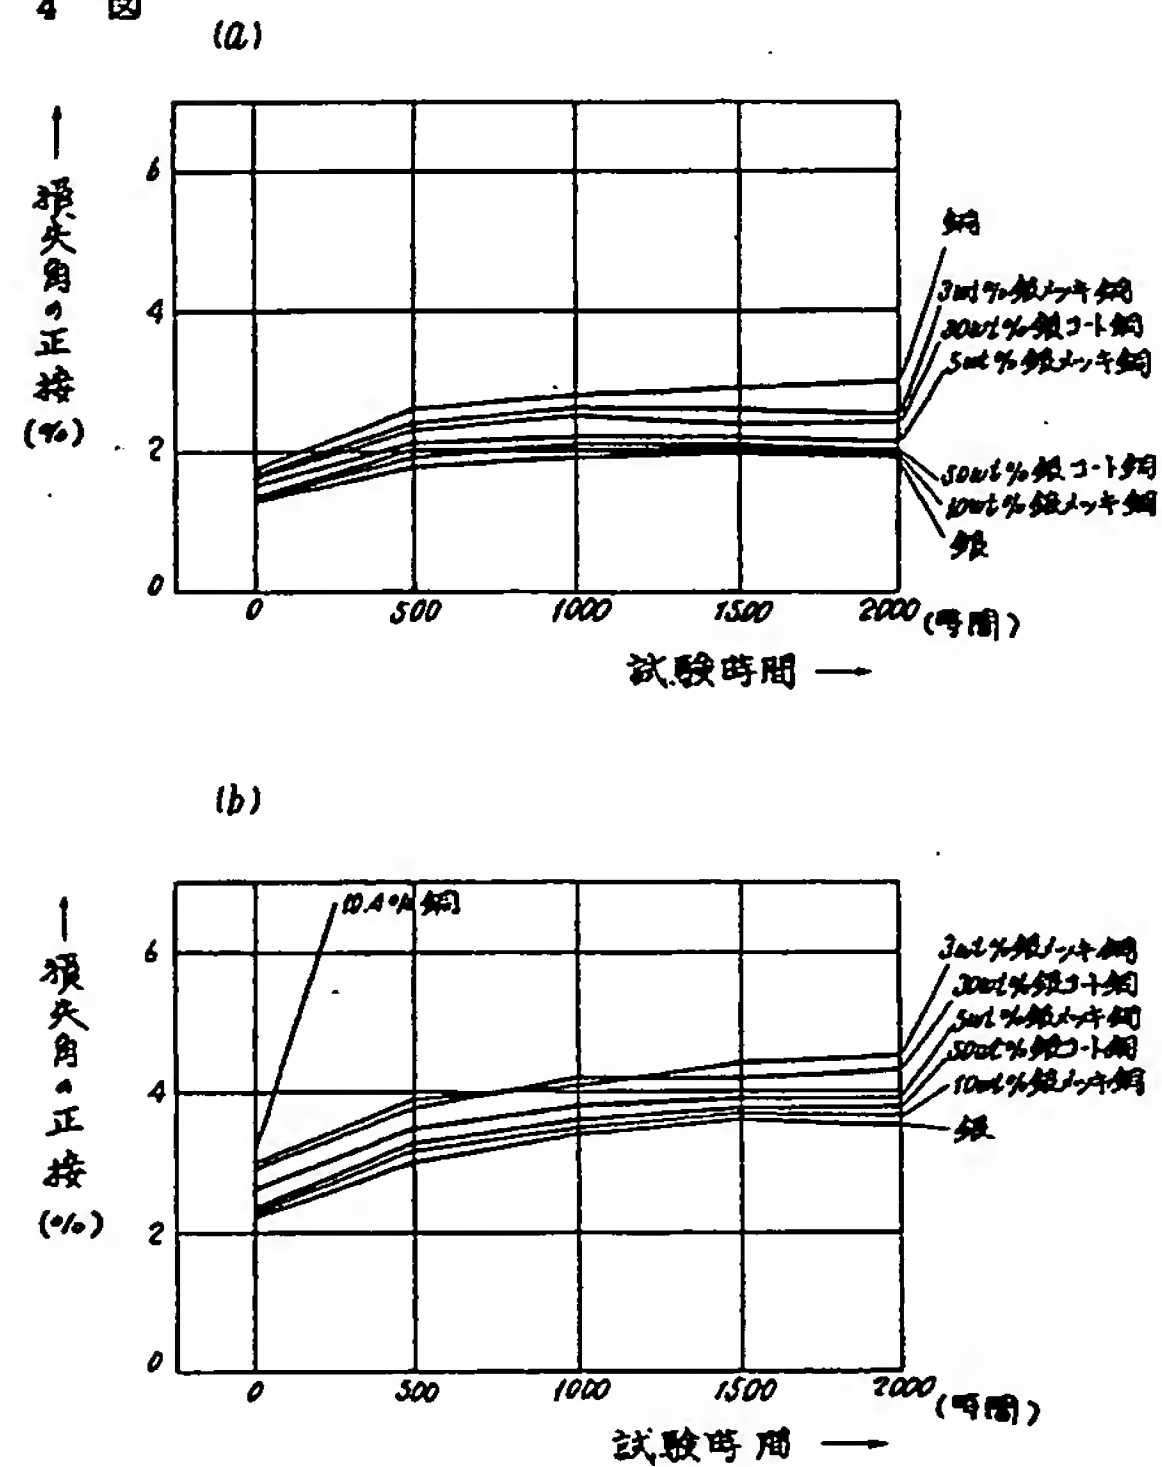 4 図
(a)
↑ 損失角の正接 (%)
6
4
2
0
0 500 1000 1500 2000 (時間)
試験時間 →
銅
3wt%銀メッキ銅
30wt%銀コート銅
5wt%銀メッキ銅
50wt%銀コート銅
10wt%銀メッキ銅
銀
(b)
↑ 損失角の正接 (%)
6
4
2
0
0 500 1000 1500 2000 (時間)
試験時間 →
銅
3wt%銀メッキ銅
30wt%銀コート銅
5wt%銀メッキ銅
50wt%銀コート銅
10wt%銀メッキ銅
銀